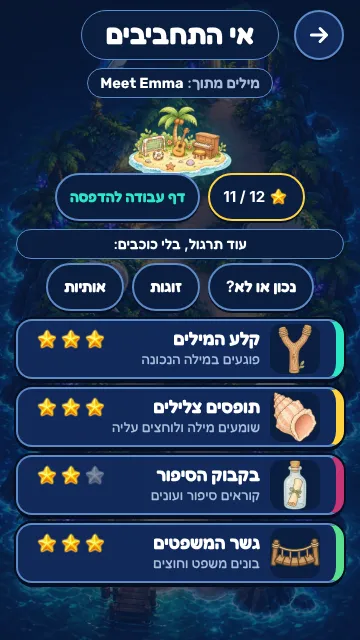 אי התחביבים
מילים מתוך: Meet Emma
11 / 12
דף עבודה להדפסה
עוד תרגול, בלי כוכבים:
נכון או לא?
זוגות
אותיות
קלע המילים
פוגעים במילה הנכונה
תופסים צלילים
שומעים מילה ולוחצים עליה
בקבוק הסיפור
קוראים סיפור ועונים
גשר המשפטים
בונים משפט וחוצים